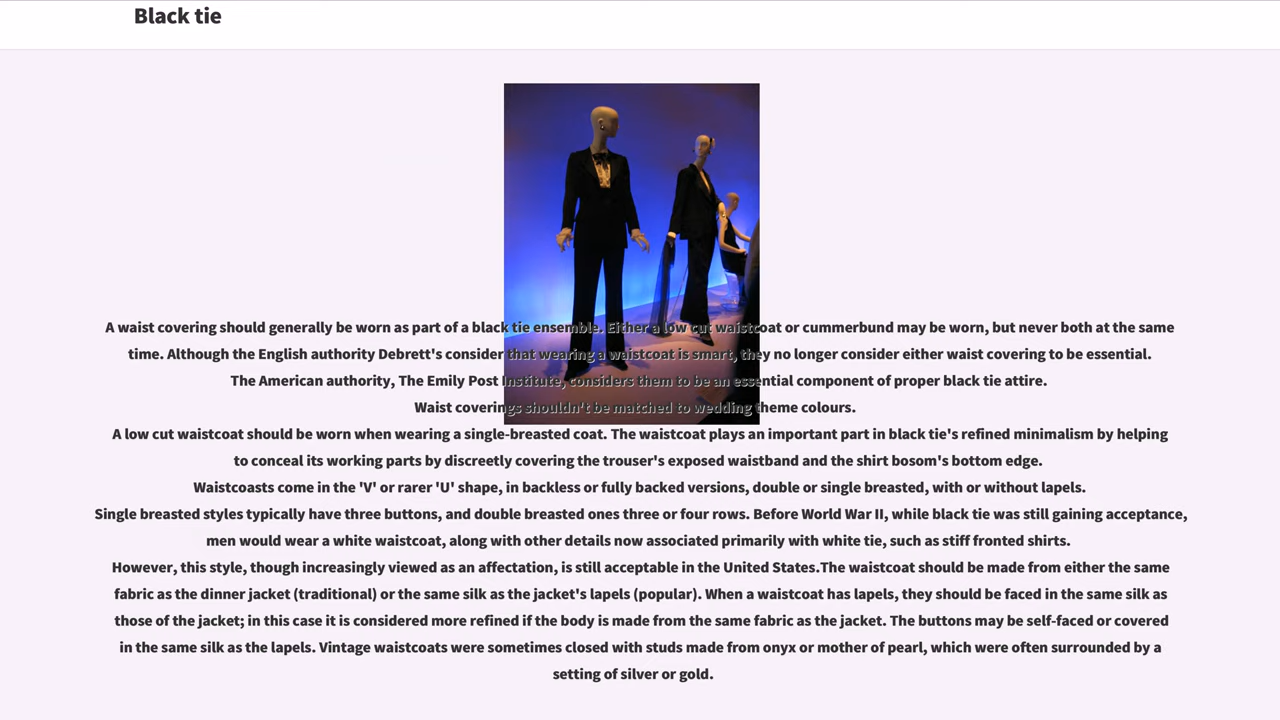 Black tie
A waist covering should generally be worn as part of a black tie ensemble. Either a low cut waistcoat or cummerbund may be worn, but never both at the same
time. Although the English authority Debrett's consider that wearing a waistcoat is smart, they no longer consider either waist covering to be essential.
The American authority, The Emily Post Institute, considers them to be an essential component of proper black tie attire.
Waist coverings shouldn't be matched to wedding theme colours.
A low cut waistcoat should be worn when wearing a single-breasted coat. The waistcoat plays an important part in black tie's refined minimalism by helping
to conceal its working parts by discreetly covering the trouser's exposed waistband and the shirt bosom's bottom edge.
Waistcoasts come in the 'V' or rarer 'U' shape, in backless or fully backed versions, double or single breasted, with or without lapels.
Single breasted styles typically have three buttons, and double breasted ones three or four rows. Before World War II, while black tie was still gaining acceptance,
men would wear a white waistcoat, along with other details now associated primarily with white tie, such as stiff fronted shirts.
However, this style, though increasingly viewed as an affectation, is still acceptable in the United States.The waistcoat should be made from either the same
fabric as the dinner jacket (traditional) or the same silk as the jacket's lapels (popular). When a waistcoat has lapels, they should be faced in the same silk as
those of the jacket; in this case it is considered more refined if the body is made from the same fabric as the jacket. The buttons may be self-faced or covered
in the same silk as the lapels. Vintage waistcoats were sometimes closed with studs made from onyx or mother of pearl, which were often surrounded by a
setting of silver or gold.